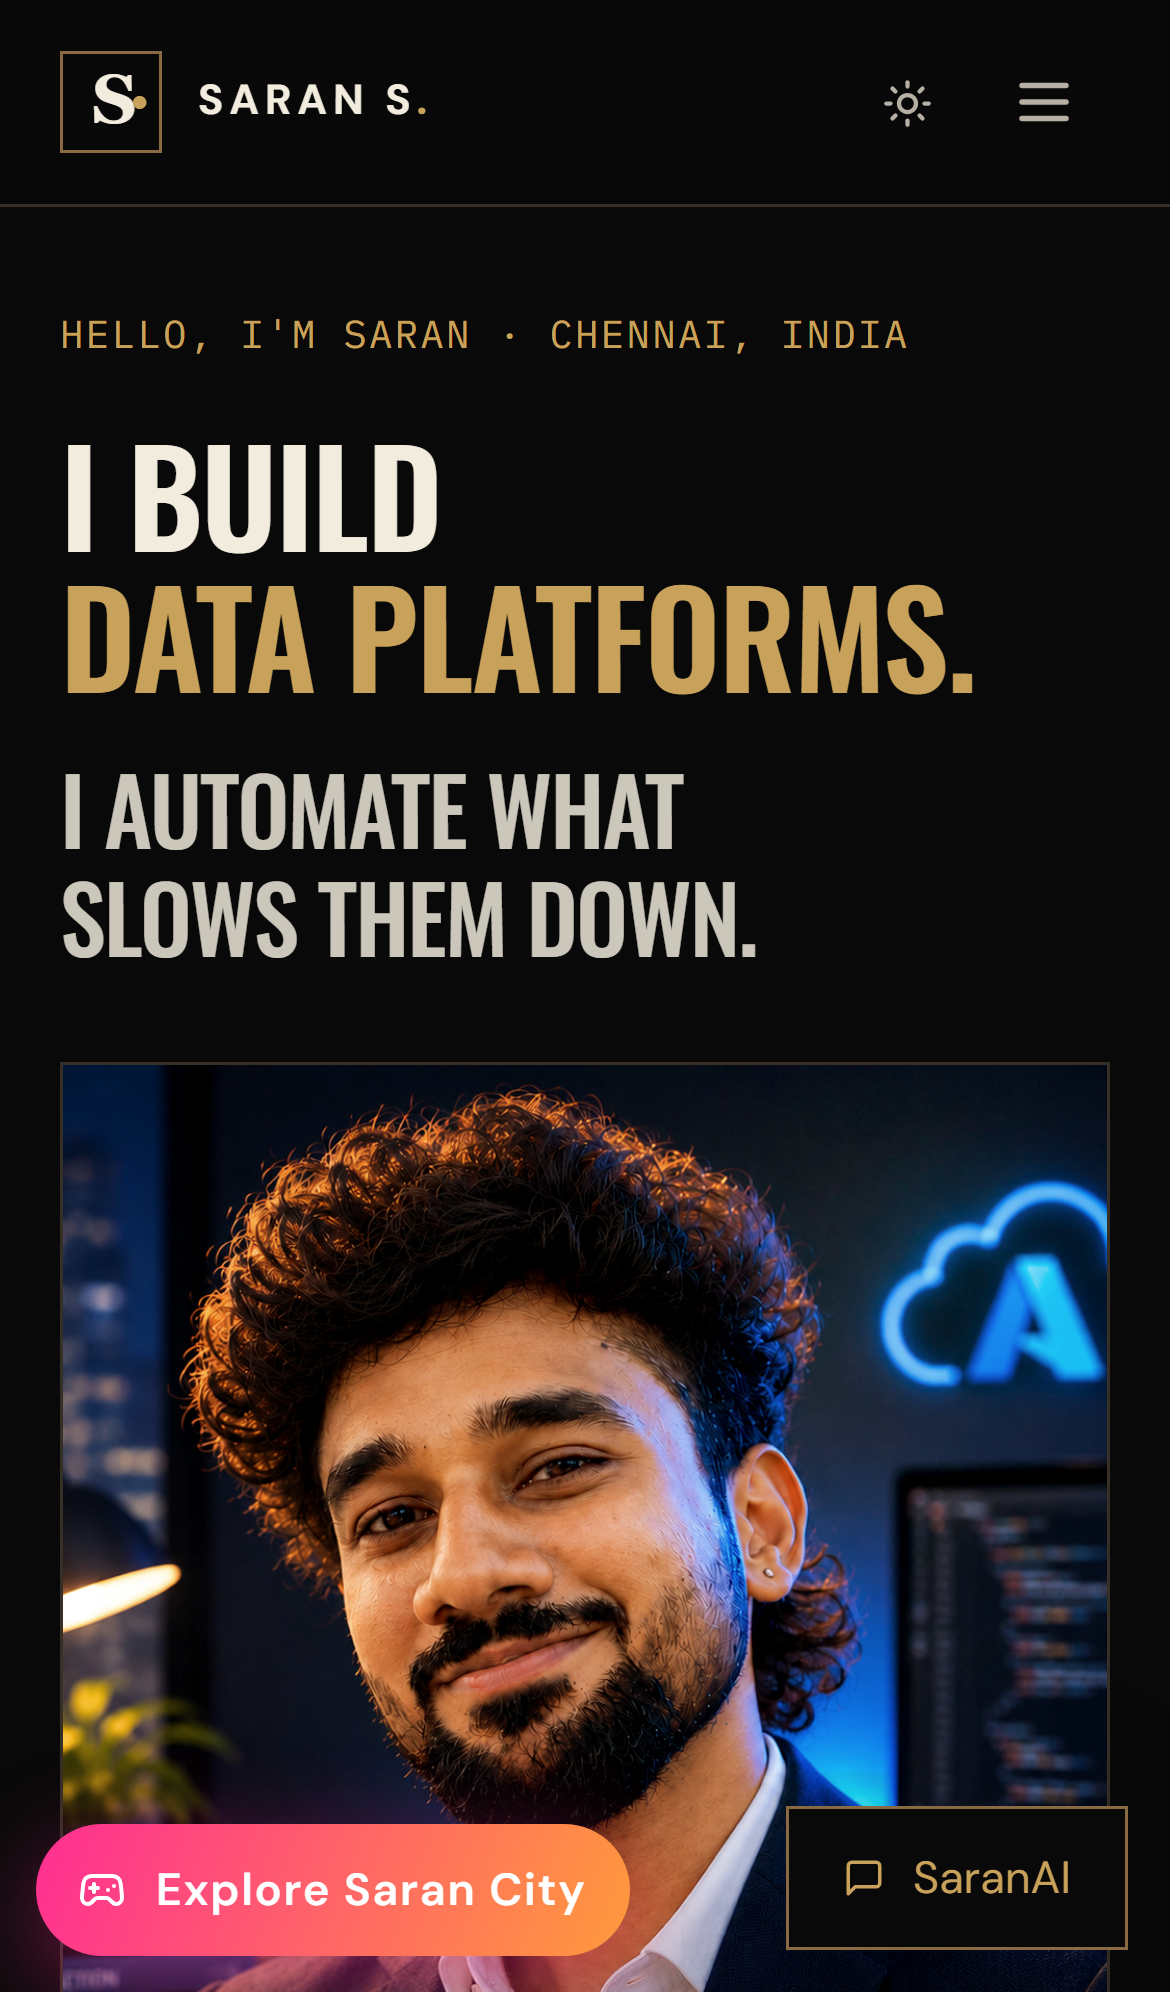 S
SARAN S.
HELLO, I'M SARAN · CHENNAI, INDIA
I BUILD
DATA PLATFORMS.
I AUTOMATE WHAT
SLOWS THEM DOWN.
A
Explore Saran City
SaranAI